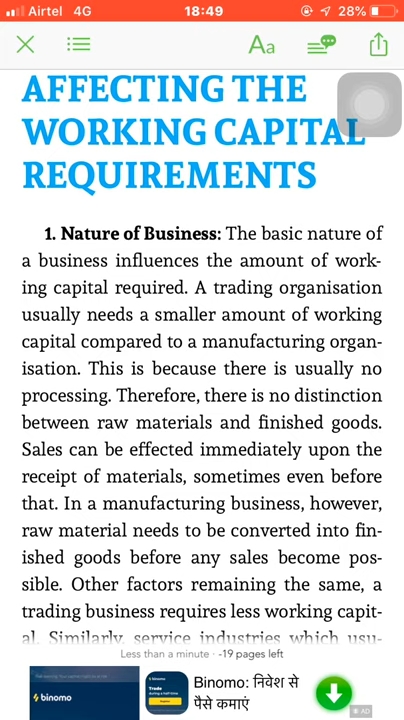 Airtel 4G 18:49 28%
Aa
AFFECTING THE
WORKING CAPITAL
REQUIREMENTS
1. Nature of Business: The basic nature of
a business influences the amount of work-
ing capital required. A trading organisation
usually needs a smaller amount of working
capital compared to a manufacturing organ-
isation. This is because there is usually no
processing. Therefore, there is no distinction
between raw materials and finished goods.
Sales can be effected immediately upon the
receipt of materials, sometimes even before
that. In a manufacturing business, however,
raw material needs to be converted into fin-
ished goods before any sales become pos-
sible. Other factors remaining the same, a
trading business requires less working capit-
al. Similarly, service industries which usu-
Less than a minute · -19 pages left
binomo
Trade
Binomo: निवेश से
पैसे कमाएं
AD